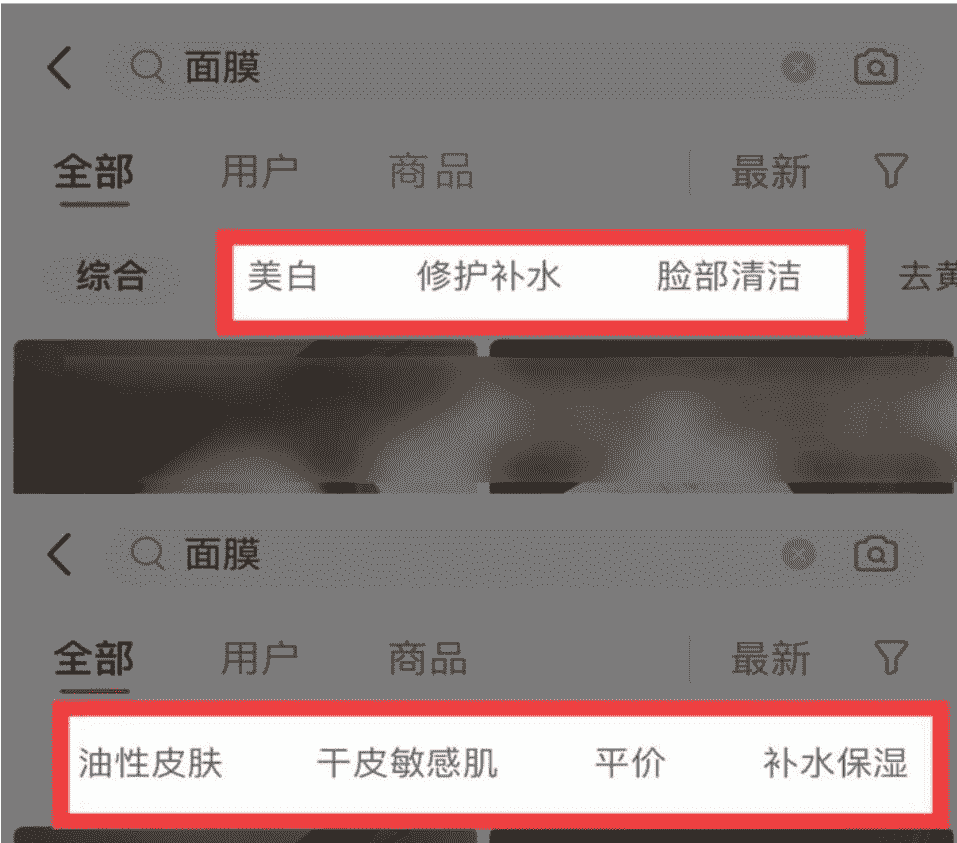 面膜
全部 用户 商品 最新
综合 美白 修护补水 脸部清洁 去黄
面膜
全部 用户 商品 最新
油性皮肤 干皮敏感肌 平价 补水保湿